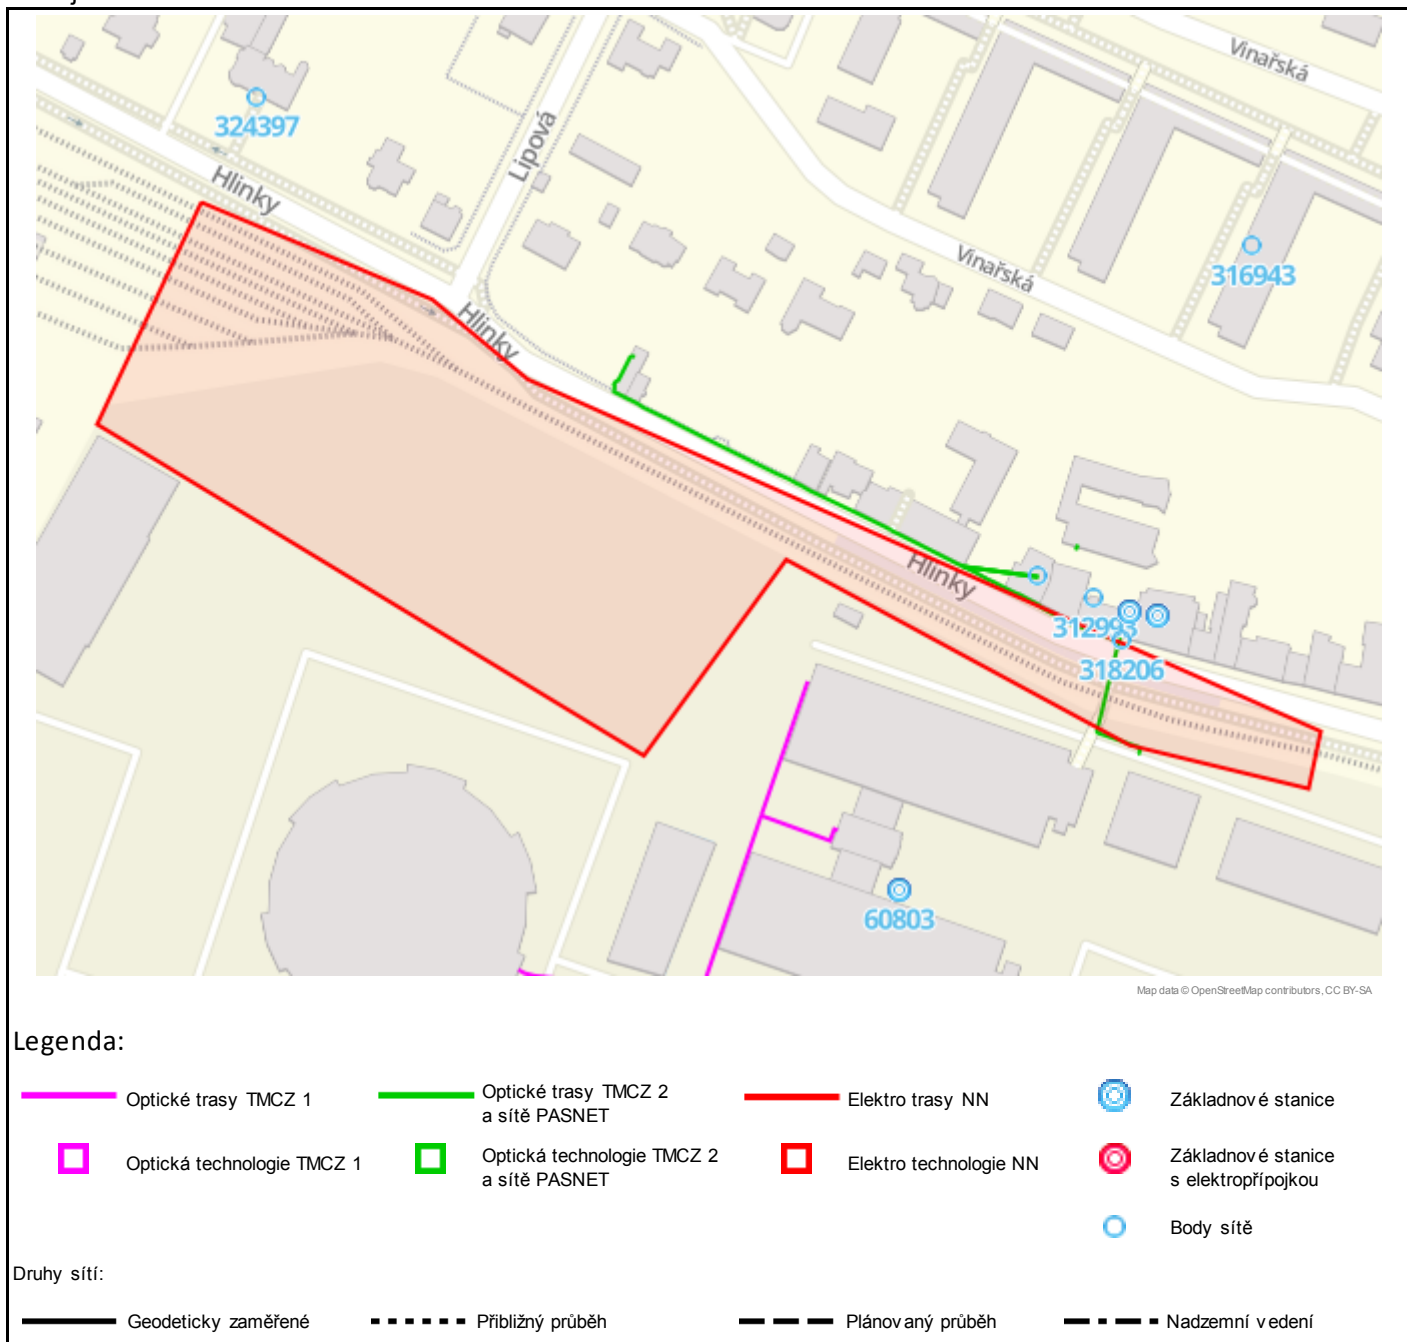 Vinařská
324397
Lipová
Hlinky
316943
Vinařská
Hlinky
Hlinky
312993
318206
60803
Map data © OpenStreetMap contributors, CC BY-SA
Legenda:
Optické trasy TMCZ 1
Optické trasy TMCZ 2
a sítě PASNET
Elektro trasy NN
Základnové stanice
Optická technologie TMCZ 1
Optická technologie TMCZ 2
a sítě PASNET
Elektro technologie NN
Základnové stanice
s elektropřípojkou
Body sítě
Druhy sítí:
Geodeticky zaměřené
Přibližný průběh
Plánovaný průběh
Nadzemní vedení